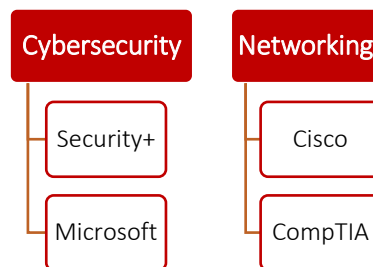 Cybersecurity
Security+
Microsoft
Networking
Cisco
CompTIA